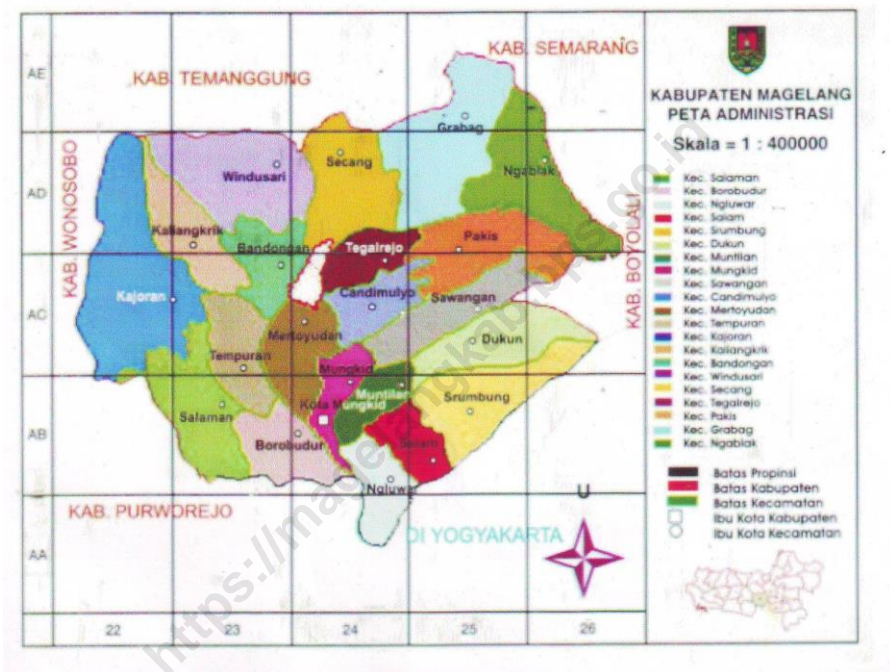 KAB. SEMARANG
KAB. TEMANGGUNG
KAB. WONOSOBO
KAB. BOYOLALI
KAB. PURWOREJO
DI YOGYAKARTA
AE
AD
AC
AB
AA
22
23
24
25
26
Grabag
Secang
Ngablak
Windusari
Kaliangkrik
Bandongan
Tegalrejo
Pakis
Kajoran
Candimulyo
Sawangan
Mertoyudan
Dukun
Tempuran
Mungkid
Muntilan
Srumbung
Salaman
Kota Mungkid
Borobudur
Salam
Ngluwar
U
KABUPATEN MAGELANG
PETA ADMINISTRASI
Skala = 1 : 400000
Kec. Salaman
Kec. Borobudur
Kec. Ngluwar
Kec. Salam
Kec. Srumbung
Kec. Dukun
Kec. Muntilan
Kec. Mungkid
Kec. Sawangan
Kec. Candimulyo
Kec. Mertoyudan
Kec. Tempuran
Kec. Kajoran
Kec. Kaliangkrik
Kec. Bandongan
Kec. Windusari
Kec. Secang
Kec. Tegalrejo
Kec. Pakis
Kec. Grabag
Kec. Ngablak
Batas Propinsi
Batas Kabupaten
Batas Kecamatan
Ibu Kota Kabupaten
Ibu Kota Kecamatan
https://magelangkab.bps.go.id